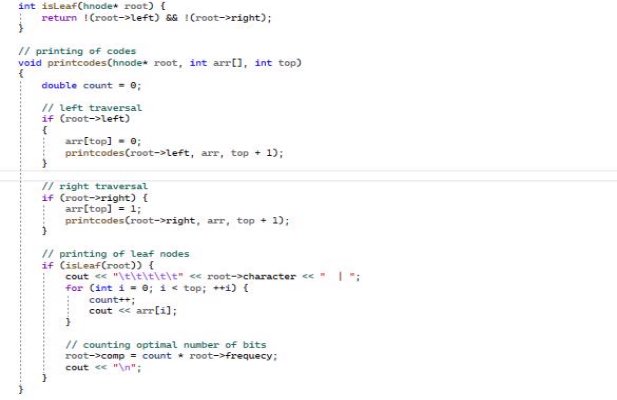 int isLeaf(hnode* root) {
return !(root->left) && !(root->right);
}
// printing of codes
void printcodes(hnode* root, int arr[], int top)
{
double count = 0;
// left traversal
if (root->left)
{
arr[top] = 0;
printcodes(root->left, arr, top + 1);
}
// right traversal
if (root->right) {
arr[top] = 1;
printcodes(root->right, arr, top + 1);
}
// printing of leaf nodes
if (isLeaf(root)) {
cout << "\t\t\t\t\t" << root->character << "  | ";
for (int i = 0; i < top; ++i) {
count++;
cout << arr[i];
}
// counting optimal number of bits
root->comp = count * root->frequecy;
cout << "\n";
}
}